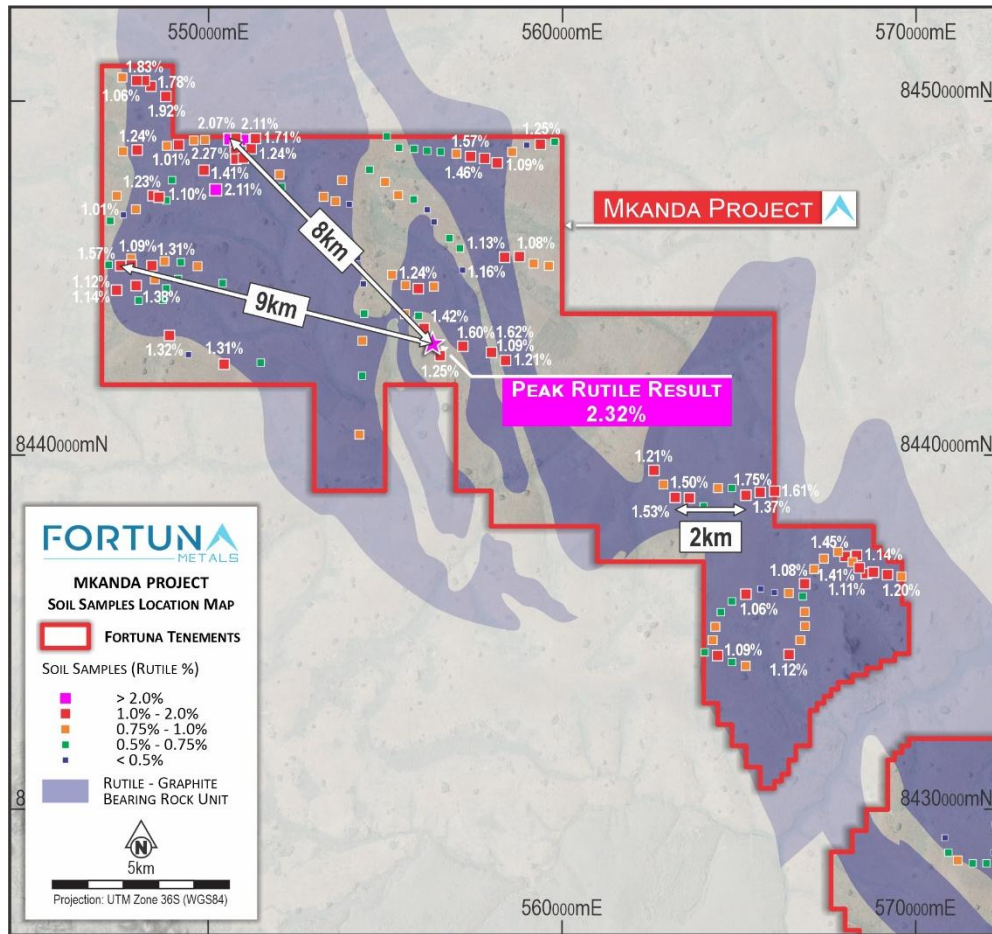 550000mE
560000mE
570000mE
8450000mN
1.83%
1.78%
1.06%
1.92%
2.07%
2.11%
1.71%
1.24%
1.01%
2.27%
1.24%
1.41%
2.11%
1.23%
1.10%
1.01%
1.57%
1.25%
1.46%
1.09%
MKANDA PROJECT
8km
1.57%
1.09%
1.31%
1.12%
1.14%
1.38%
9km
1.13%
1.08%
1.16%
1.24%
1.42%
1.60%
1.62%
1.09%
1.21%
1.25%
1.32%
1.31%
PEAK RUTILE RESULT
2.32%
8440000mN
8440000mN
1.21%
1.50%
1.75%
1.61%
1.53%
1.37%
2km
1.45%
1.14%
1.08%
1.41%
1.11%
1.20%
1.06%
1.09%
1.12%
FORTUNA
METALS
MKANDA PROJECT
SOIL SAMPLES LOCATION MAP
FORTUNA TENEMENTS
SOIL SAMPLES (RUTILE %)
> 2.0%
1.0% - 2.0%
0.75% - 1.0%
0.5% - 0.75%
< 0.5%
RUTILE - GRAPHITE
BEARING ROCK UNIT
N
5km
Projection: UTM Zone 36S (WGS84)
8430000mN
560000mE
570000mE